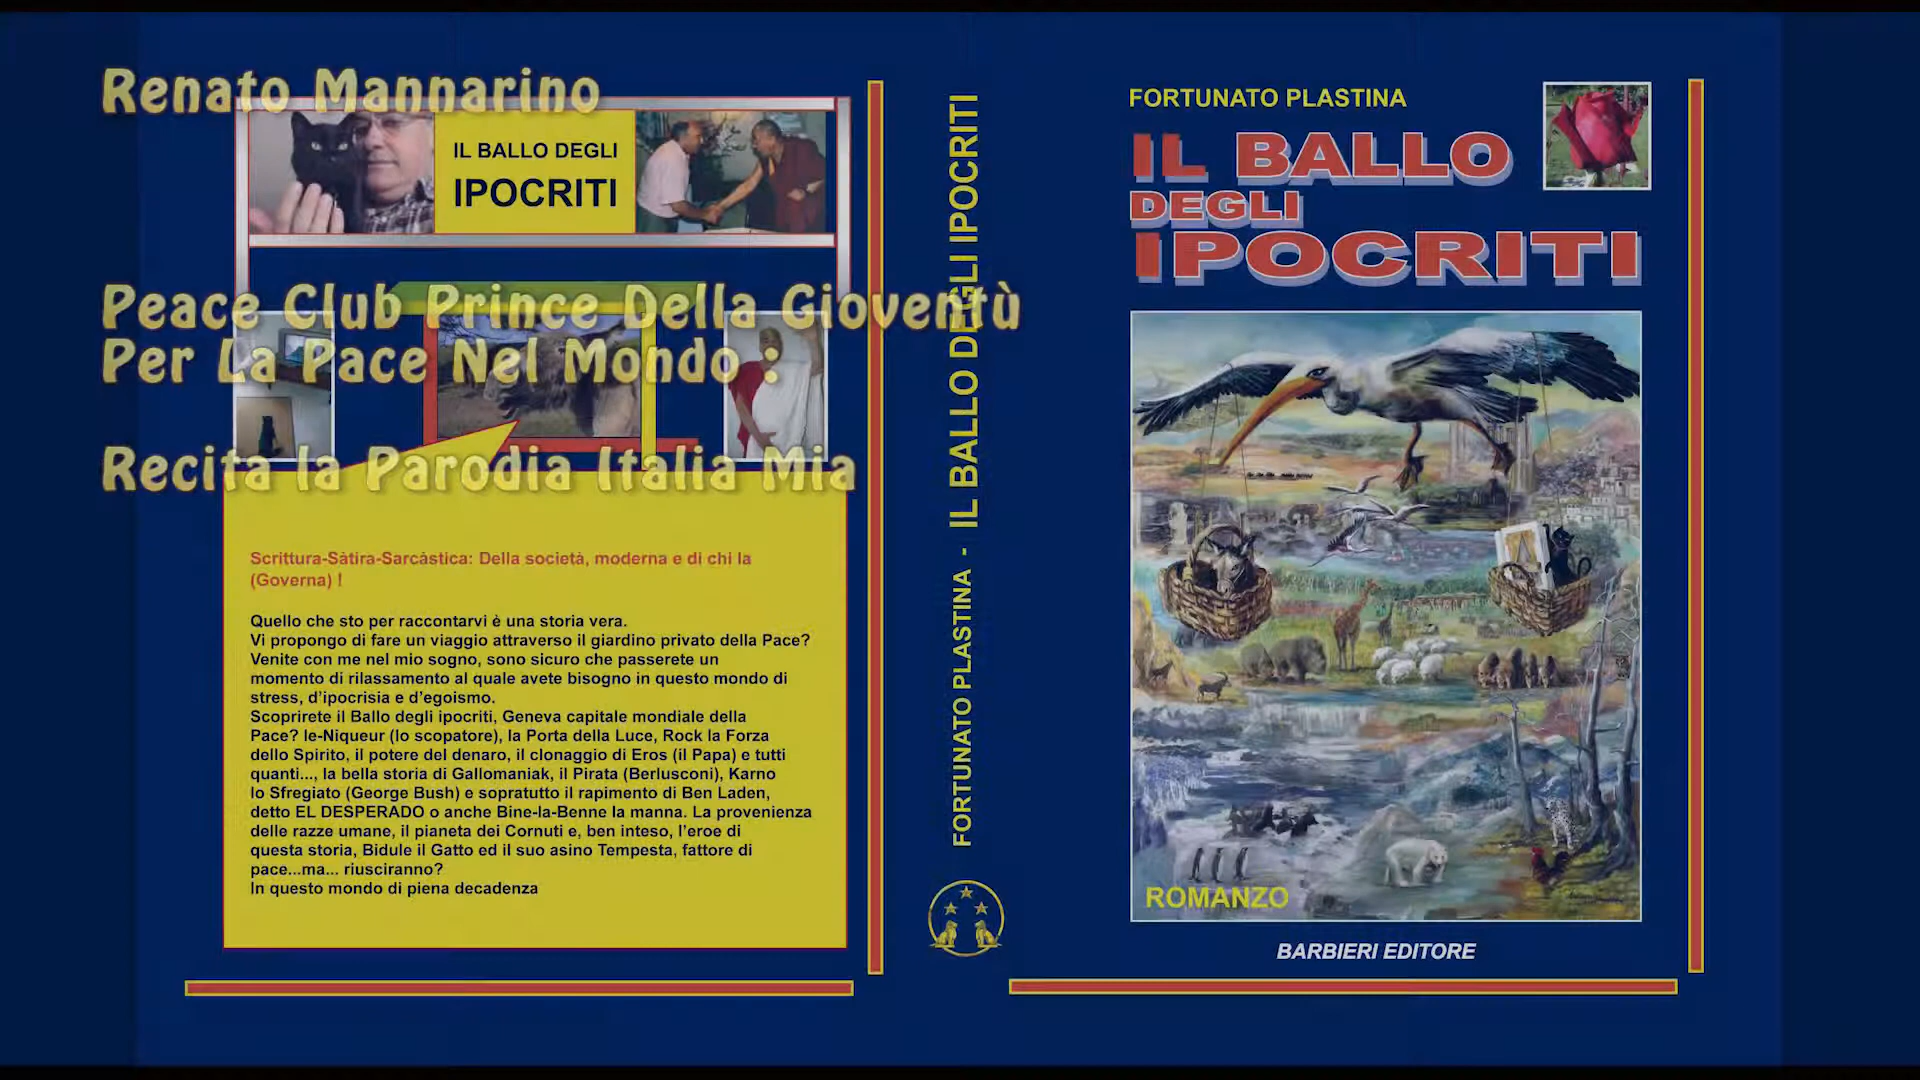 Renato Mannarino
Peace Club Prince Della Gioventù
Per La Pace Nel Mondo :
Recita la Parodia Italia Mia
IL BALLO DEGLI
IPOCRITI
Scrittura-Sàtira-Sarcàstica: Della società, moderna e di chi la
(Governa) !
Quello che sto per raccontarvi è una storia vera.
Vi propongo di fare un viaggio attraverso il giardino privato della Pace?
Venite con me nel mio sogno, sono sicuro che passerete un
momento di rilassamento al quale avete bisogno in questo mondo di
stress, d'ipocrisia e d'egoismo.
Scoprirete il Ballo degli ipocriti, Geneva capitale mondiale della
Pace? le-Niqueur (lo scopatore), la Porta della Luce, Rock la Forza
dello Spirito, il potere del denaro, il clonaggio di Eros (il Papa) e tutti
quanti..., la bella storia di Gallomaniak, il Pirata (Berlusconi), Karno
lo Sfregiato (George Bush) e sopratutto il rapimento di Ben Laden,
detto EL DESPERADO o anche Bine-la-Benne la manna. La provenienza
delle razze umane, il pianeta dei Cornuti e, ben inteso, l'eroe di
questa storia, Bidule il Gatto ed il suo asino Tempesta, fattore di
pace...ma... riusciranno?
In questo mondo di piena decadenza
FORTUNATO PLASTINA - IL BALLO DEGLI IPOCRITI
FORTUNATO PLASTINA
IL BALLO
DEGLI
IPOCRITI
ROMANZO
BARBIERI EDITORE